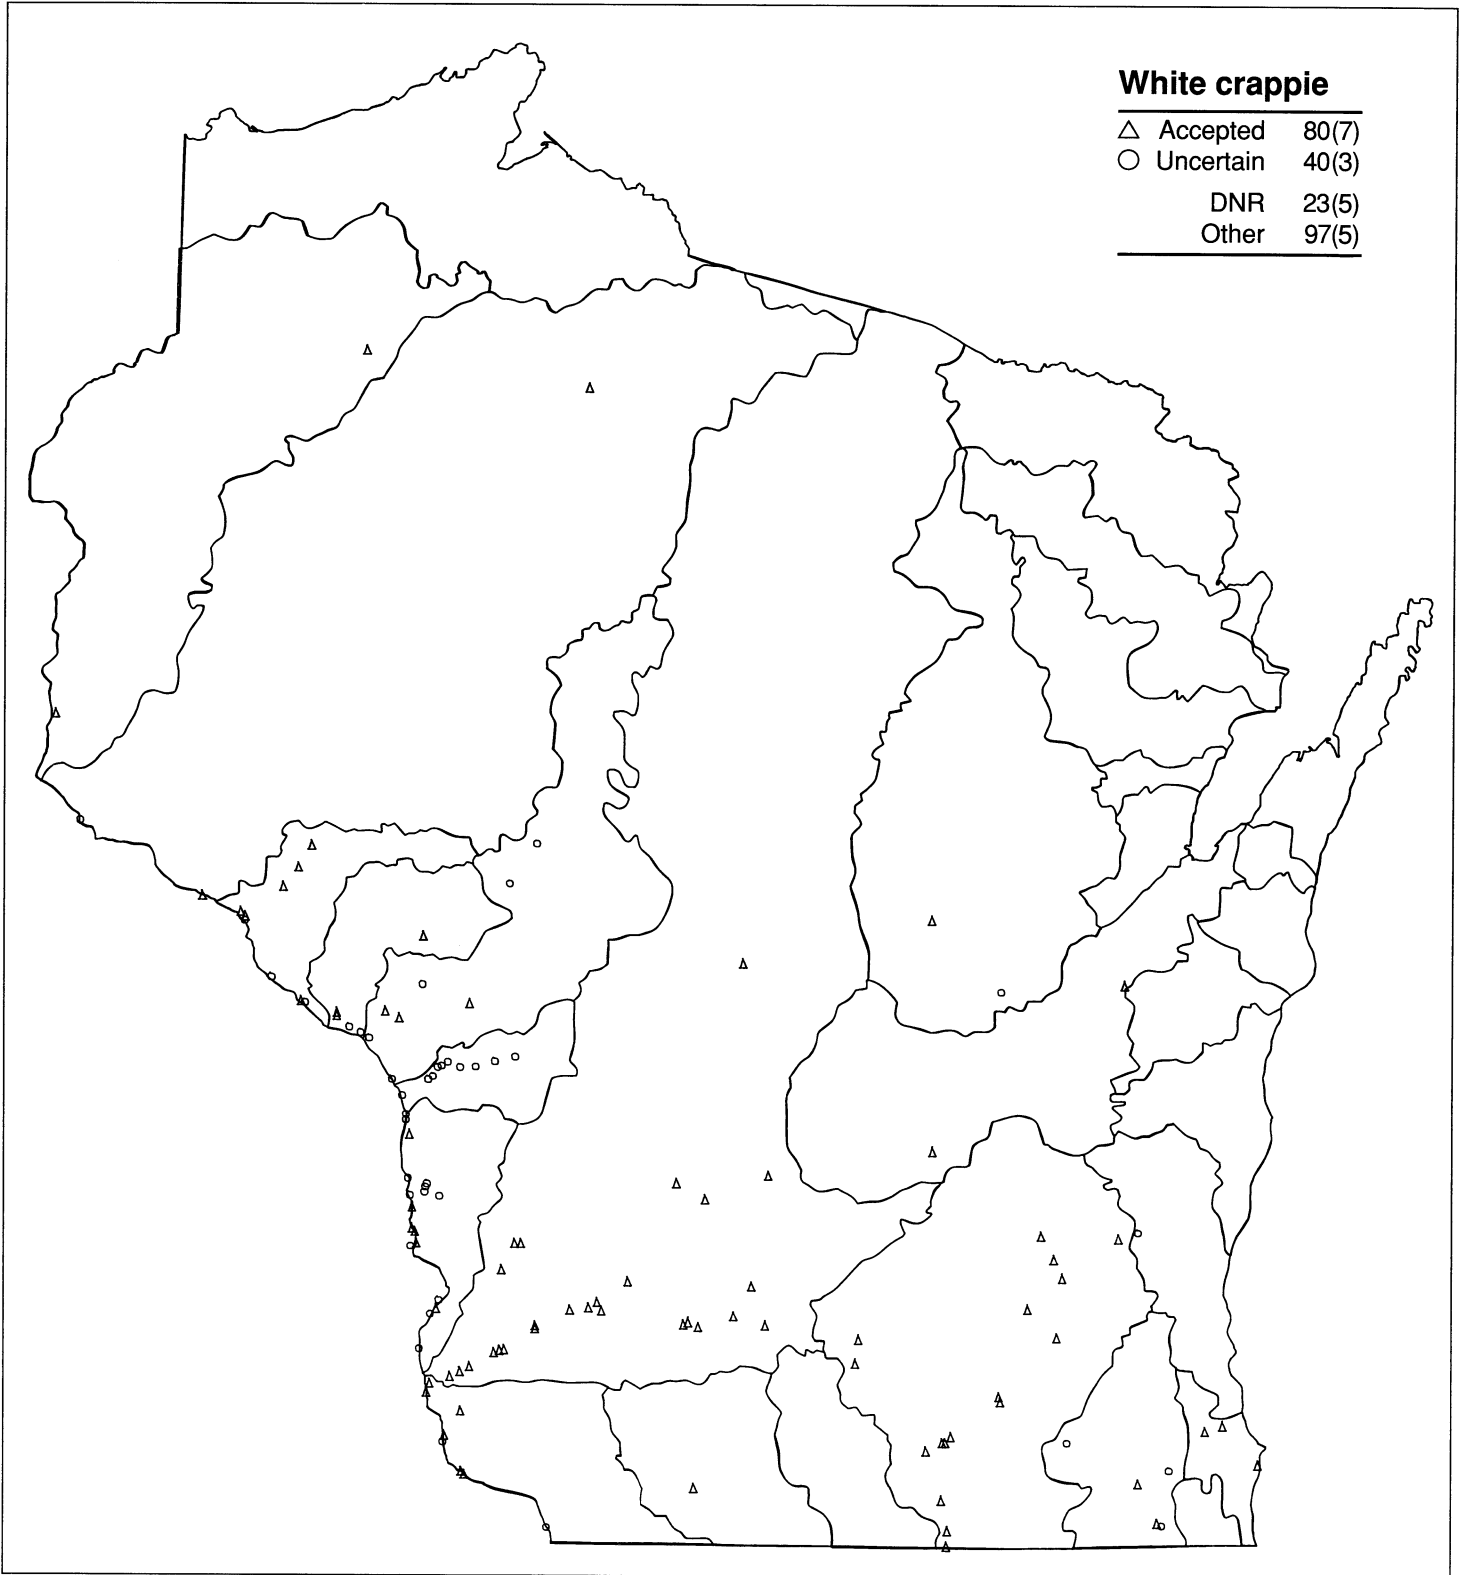 White crappie
Accepted 80(7)
Uncertain 40(3)
DNR 23(5)
Other 97(5)